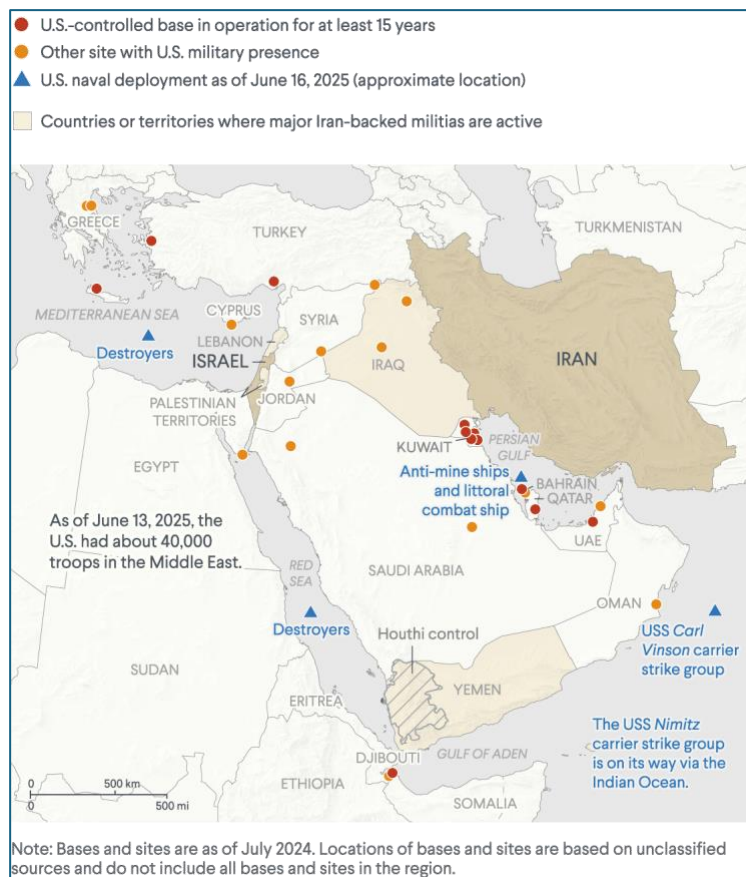 U.S.-controlled base in operation for at least 15 years
Other site with U.S. military presence
U.S. naval deployment as of June 16, 2025 (approximate location)
Countries or territories where major Iran-backed militias are active
GREECE
TURKEY
TURKMENISTAN
MEDITERRANEAN SEA
CYPRUS
SYRIA
Destroyers
LEBANON
ISRAEL
IRAQ
IRAN
PALESTINIAN
TERRITORIES
JORDAN
EGYPT
KUWAIT
PERSIAN
GULF
Anti-mine ships
and littoral
combat ship
BAHRAIN
QATAR
As of June 13, 2025, the
U.S. had about 40,000
troops in the Middle East.
UAE
RED
SEA
SAUDI ARABIA
OMAN
Destroyers
Houthi control
USS Carl
Vinson carrier
strike group
SUDAN
ERITREA
YEMEN
The USS Nimitz
carrier strike group
is on its way via the
Indian Ocean.
DJIBOUTI
GULF OF ADEN
ETHIOPIA
SOMALIA
0 500 km
0 500 mi
Note: Bases and sites are as of July 2024. Locations of bases and sites are based on unclassified
sources and do not include all bases and sites in the region.